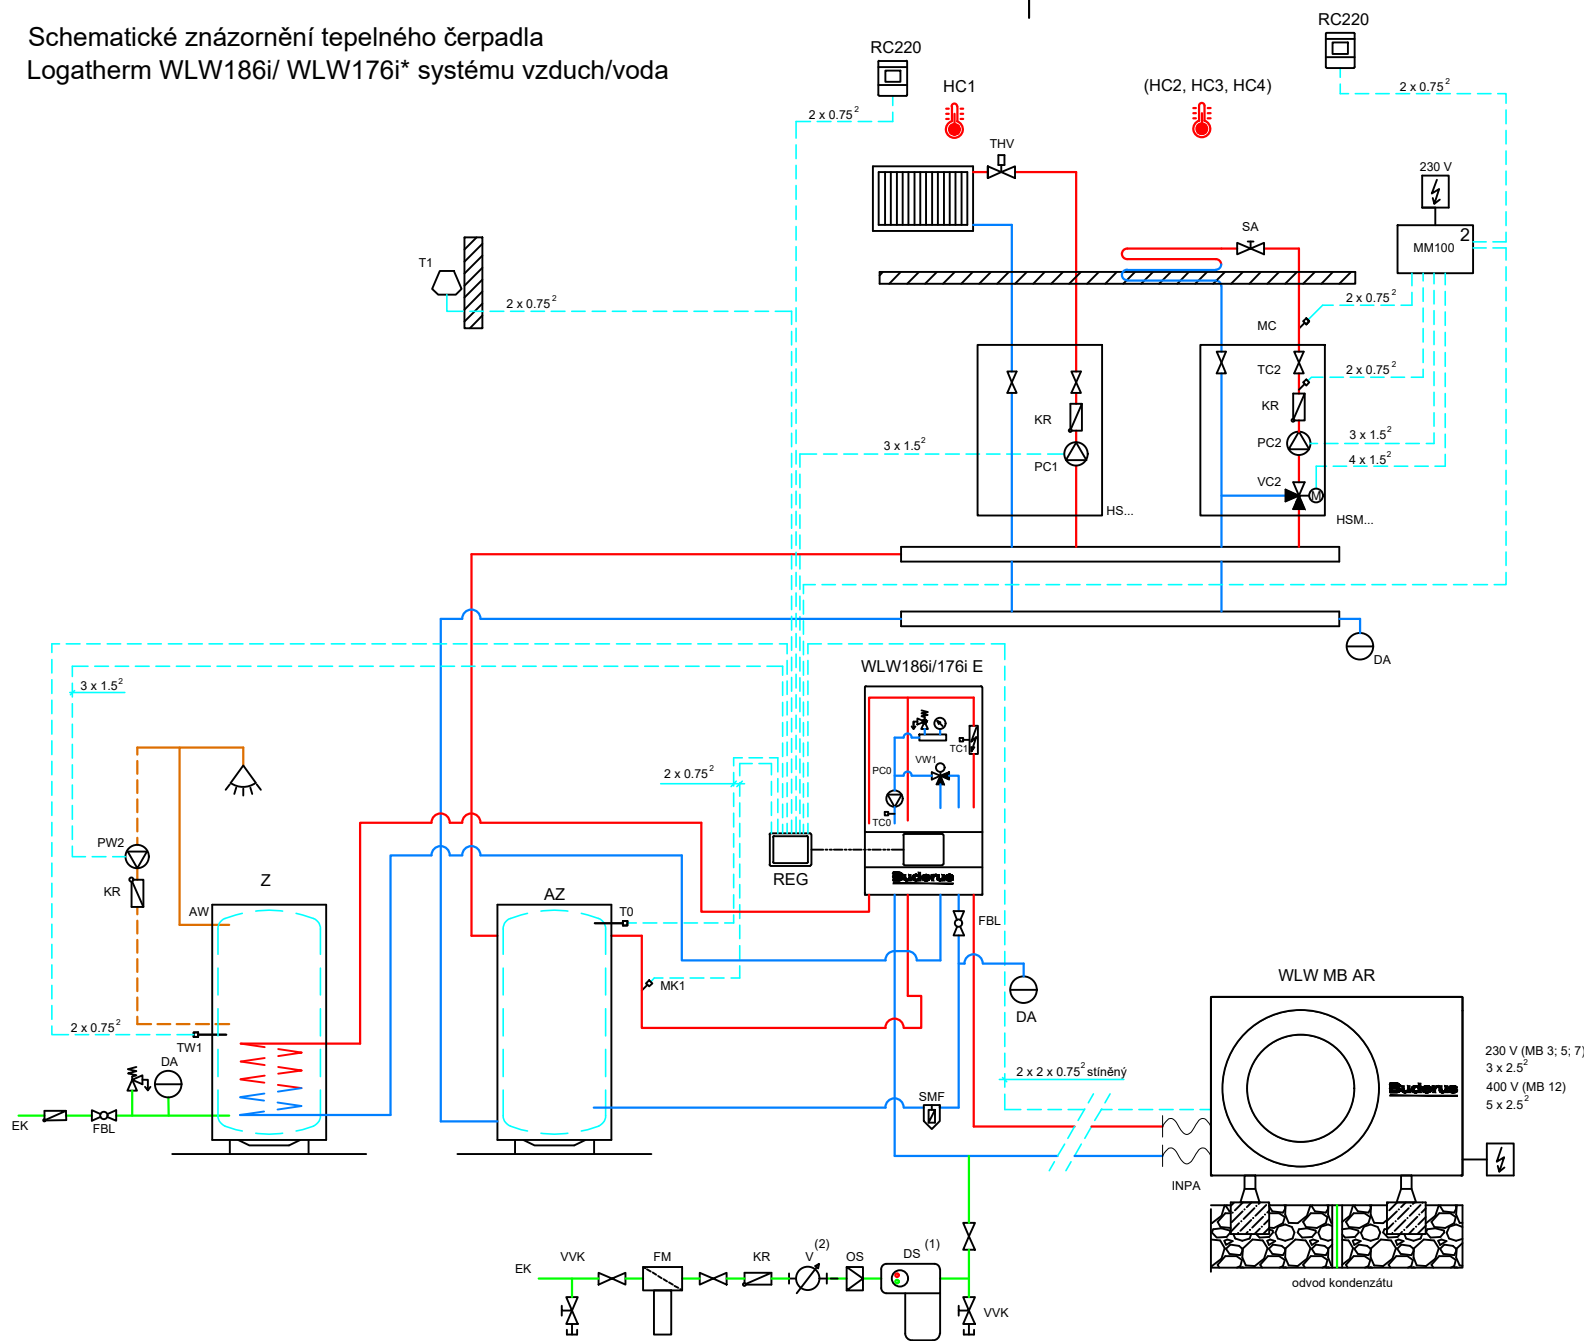 Schematické znázornění tepelného čerpadla
Logatherm WLW186i/ WLW176i* systému vzduch/voda
RC220
RC220
HC1
(HC2, HC3, HC4)
2 x 0.75²
2 x 0.75²
THV
230 V
SA
MM100
2
T1
2 x 0.75²
2 x 0.75²
MC
TC2
2 x 0.75²
KR
KR
3 x 1.5²
PC1
PC2
3 x 1.5²
4 x 1.5²
VC2
M
HS...
HSM...
DA
WLW186i/176i E
3 x 1.5²
TC1
VW1
PC0
2 x 0.75²
TC0
PW2
REG
Buderus
Z
KR
AZ
AW
T0
FBL
WLW MB AR
MK1
DA
2 x 0.75²
TW1
DA
230 V (MB 3; 5; 7)
3 x 2.5²
400 V (MB 12)
5 x 2.5²
2 x 2 x 0.75² stíněný
Buderus
SMF
EK
FBL
INPA
(2)
(1)
VVK
FM
KR
V
OS
DS
EK
odvod kondenzátu
VVK